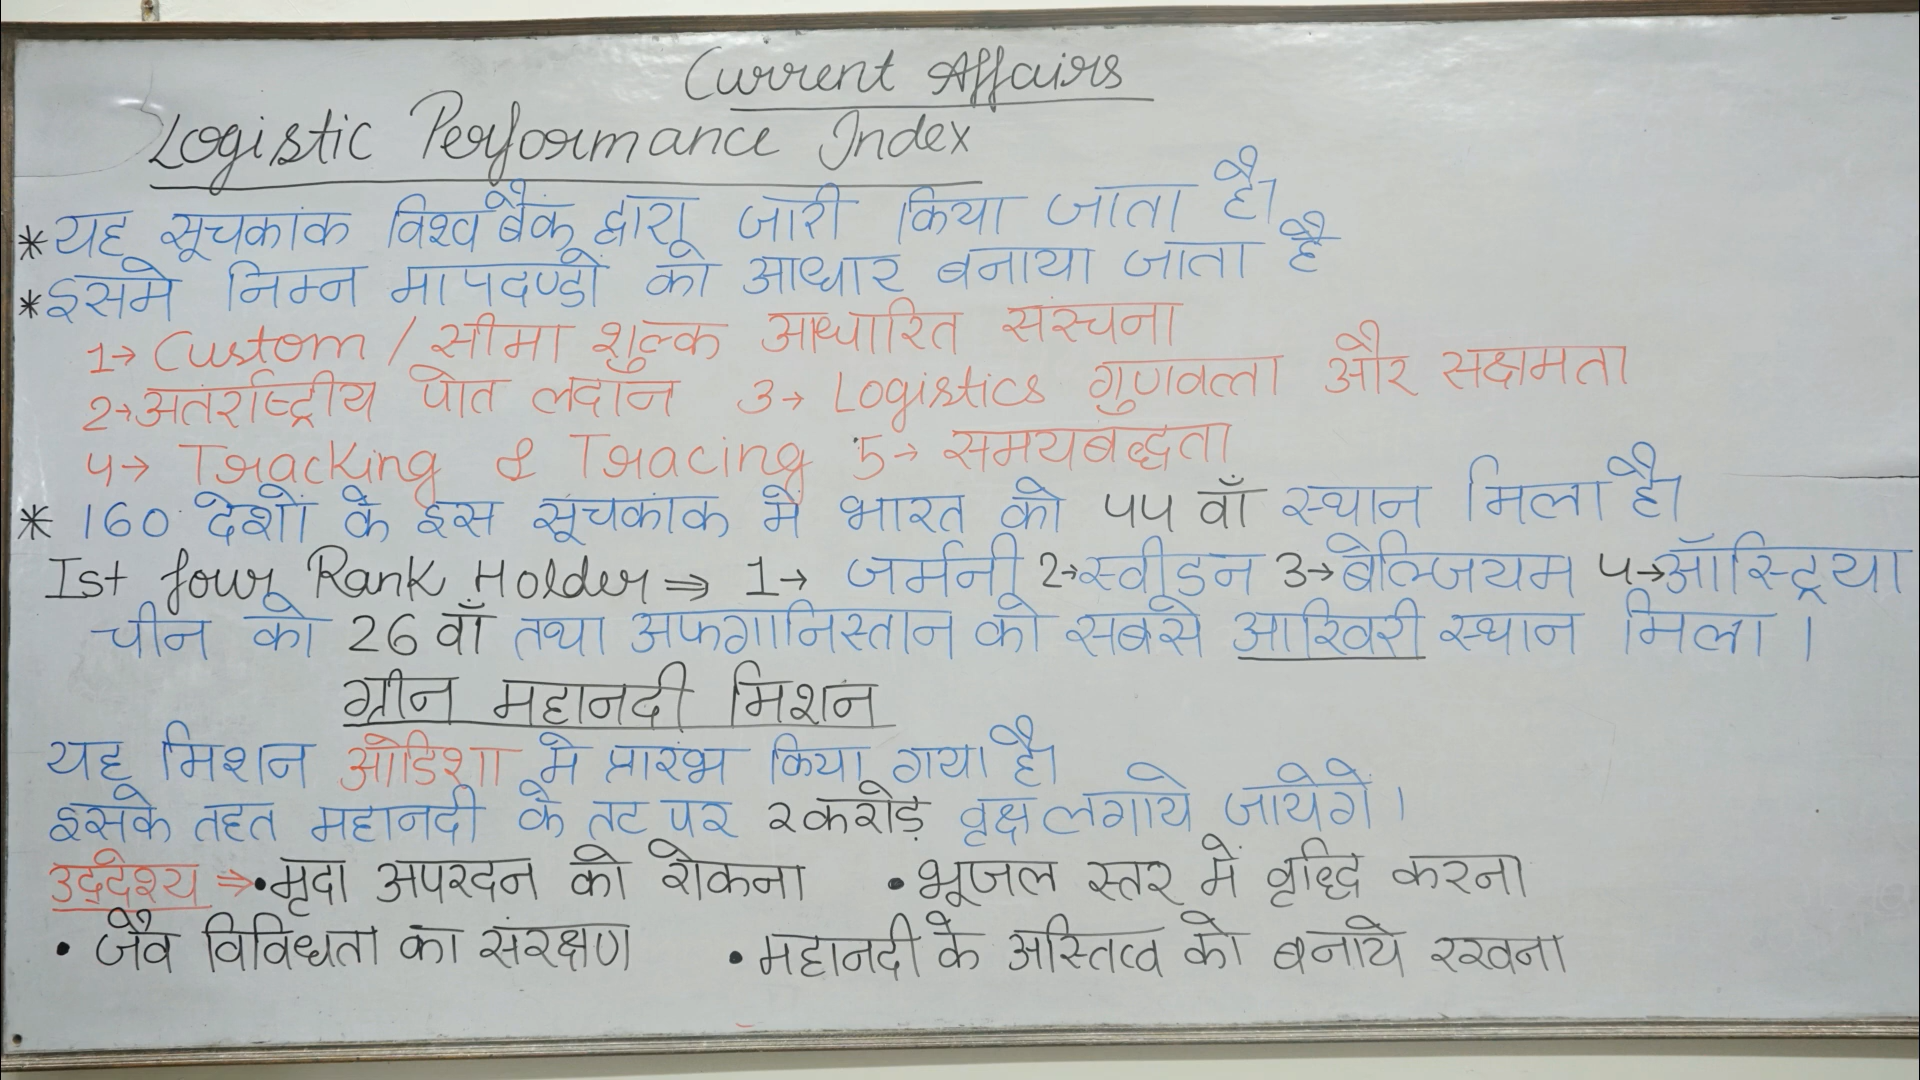 Current Affairs
Logistic Performance Index
* यह सूचकांक विश्व बैंक द्वारा जारी किया जाता है।
* इसमे निम्न मापदण्डों को आधार बनाया जाता है
1→ Custom / सीमा शुल्क आधारित संरचना
2→ अतंर्राष्ट्रीय पोत लदान 3→ Logistics गुणवत्ता और सक्षमता
4→ Tracking & Tracing 5→ समयबद्धता
* 160 देशों के इस सूचकांक में भारत को 44 वाँ स्थान मिला है।
Ist four Rank Holder ⇒ 1→ जर्मनी 2→ स्वीडन 3→ बेल्जियम 4→ ऑस्ट्रिया
चीन को 26 वाँ तथा अफगानिस्तान को सबसे आखिरी स्थान मिला ।
ग्रीन महानदी मिशन
यह मिशन ओडिशा मे प्रारंभ किया गया है।
इसके तहत महानदी के तट पर 2 करोड़ वृक्ष लगाये जायेगें ।
उद्देश्य ⇒ • मृदा अपरदन को रोकना • भूजल स्तर में वृद्धि करना
• जैव विविधता का संरक्षण • महानदी के अस्तित्व को बनाये रखना